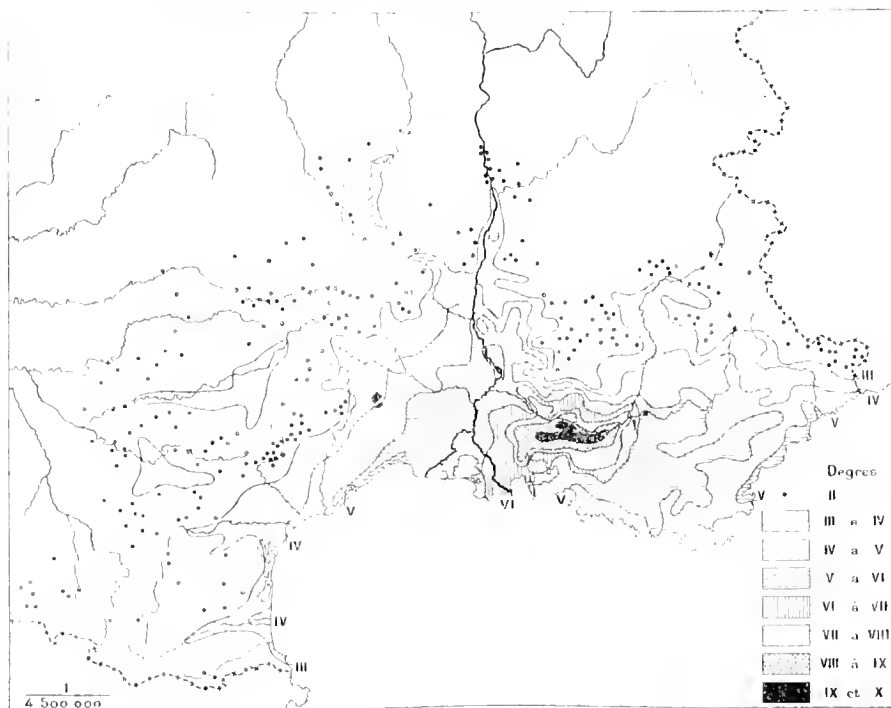 III
IV
V
V
VI
V
IV
IV
III
Degres
V • II
III a IV
IV a V
V a VI
VI à VII
VII a VIII
VIII à IX
IX et X
1
4 500 000